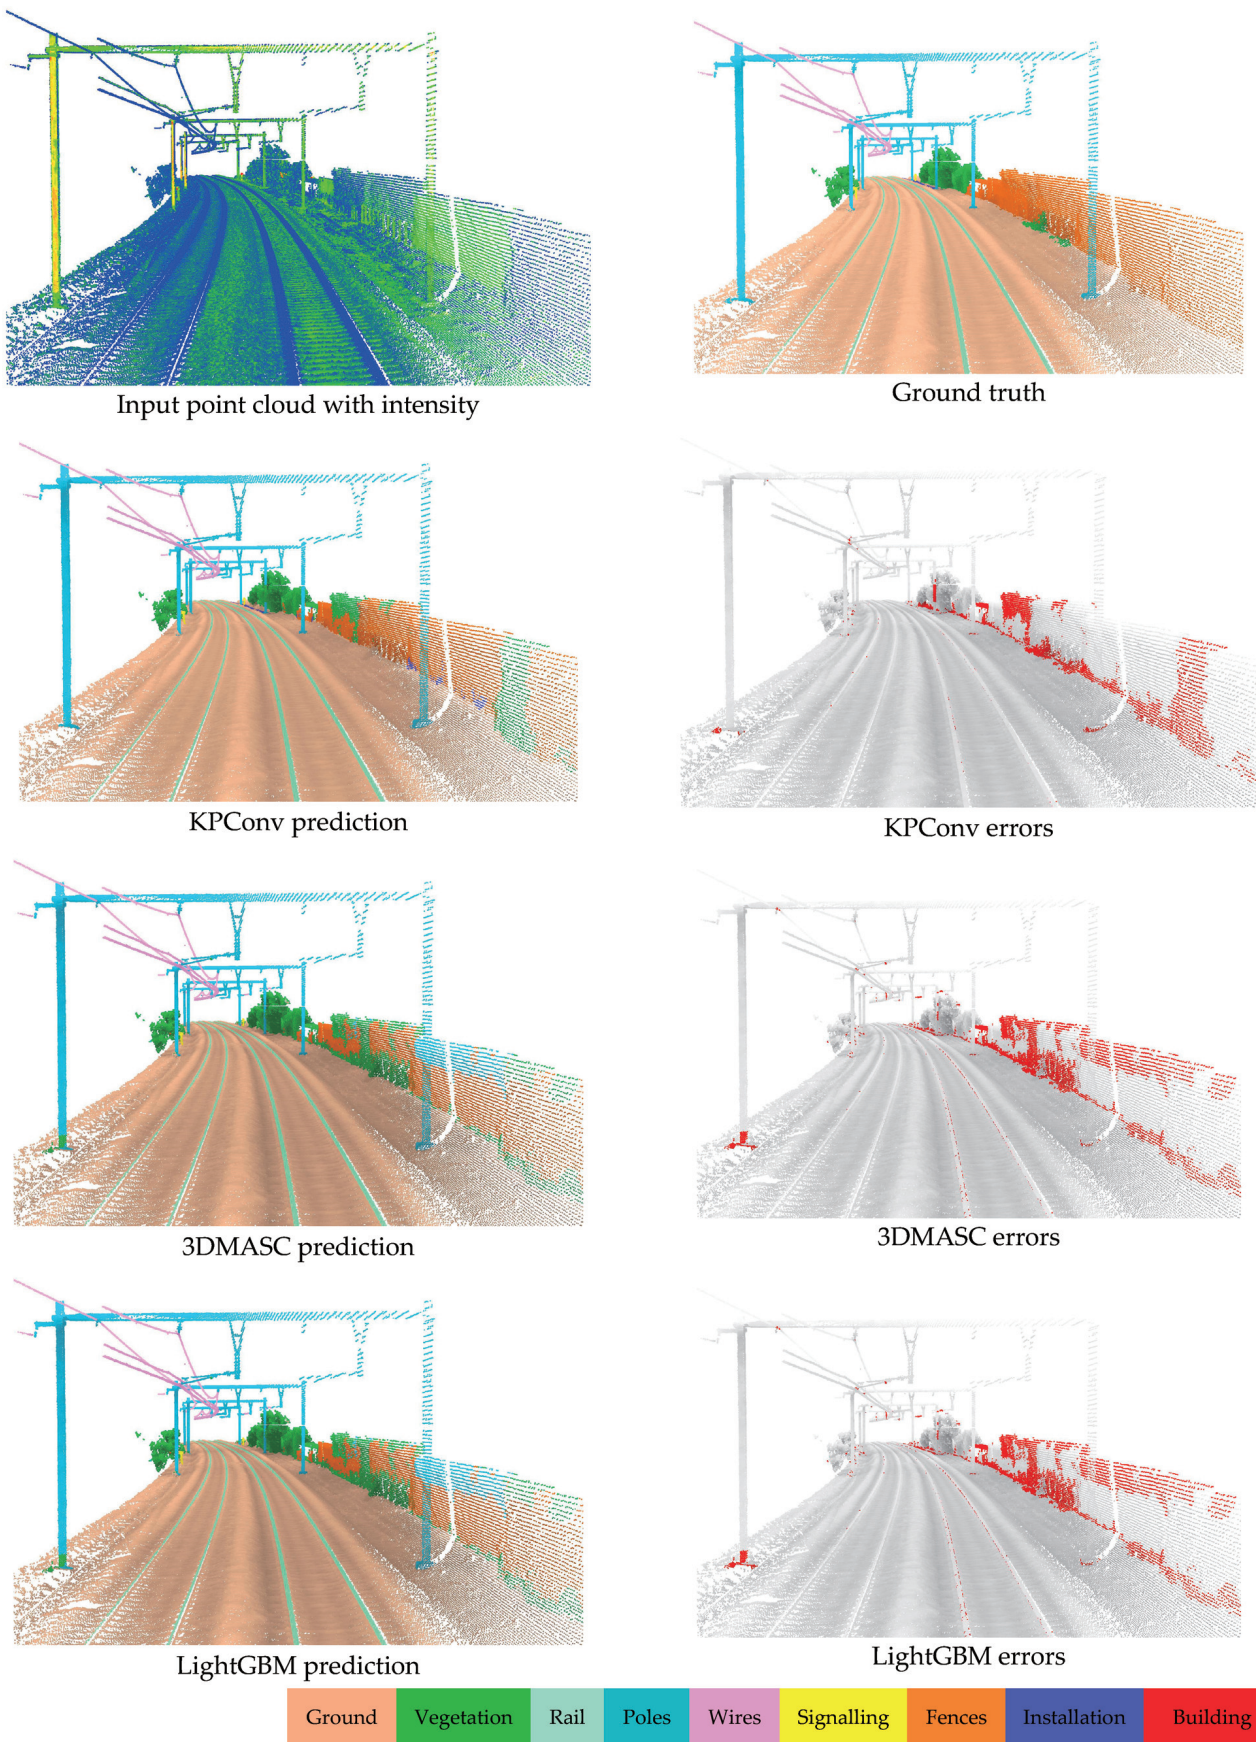 Input point cloud with intensity
Ground truth
KPConv prediction
KPConv errors
3DMASC prediction
3DMASC errors
LightGBM prediction
LightGBM errors
Ground Vegetation Rail Poles Wires Signalling Fences Installation Building